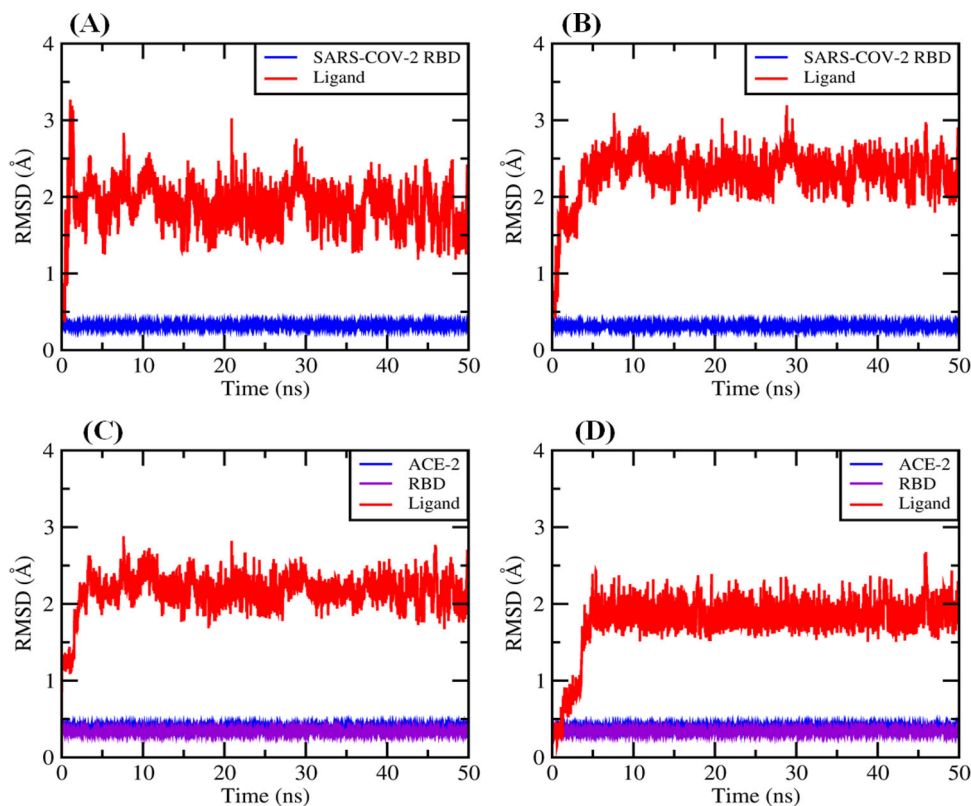 (A)
SARS-COV-2 RBD
Ligand
RMSD (Å)
4
3
2
1
0
0 10 20 30 40 50
Time (ns)
(B)
SARS-COV-2 RBD
Ligand
RMSD (Å)
4
3
2
1
0
0 10 20 30 40 50
Time (ns)
(C)
ACE-2
RBD
Ligand
RMSD (Å)
4
3
2
1
0
0 10 20 30 40 50
Time (ns)
(D)
ACE-2
RBD
Ligand
RMSD (Å)
4
3
2
1
0
0 10 20 30 40 50
Time (ns)